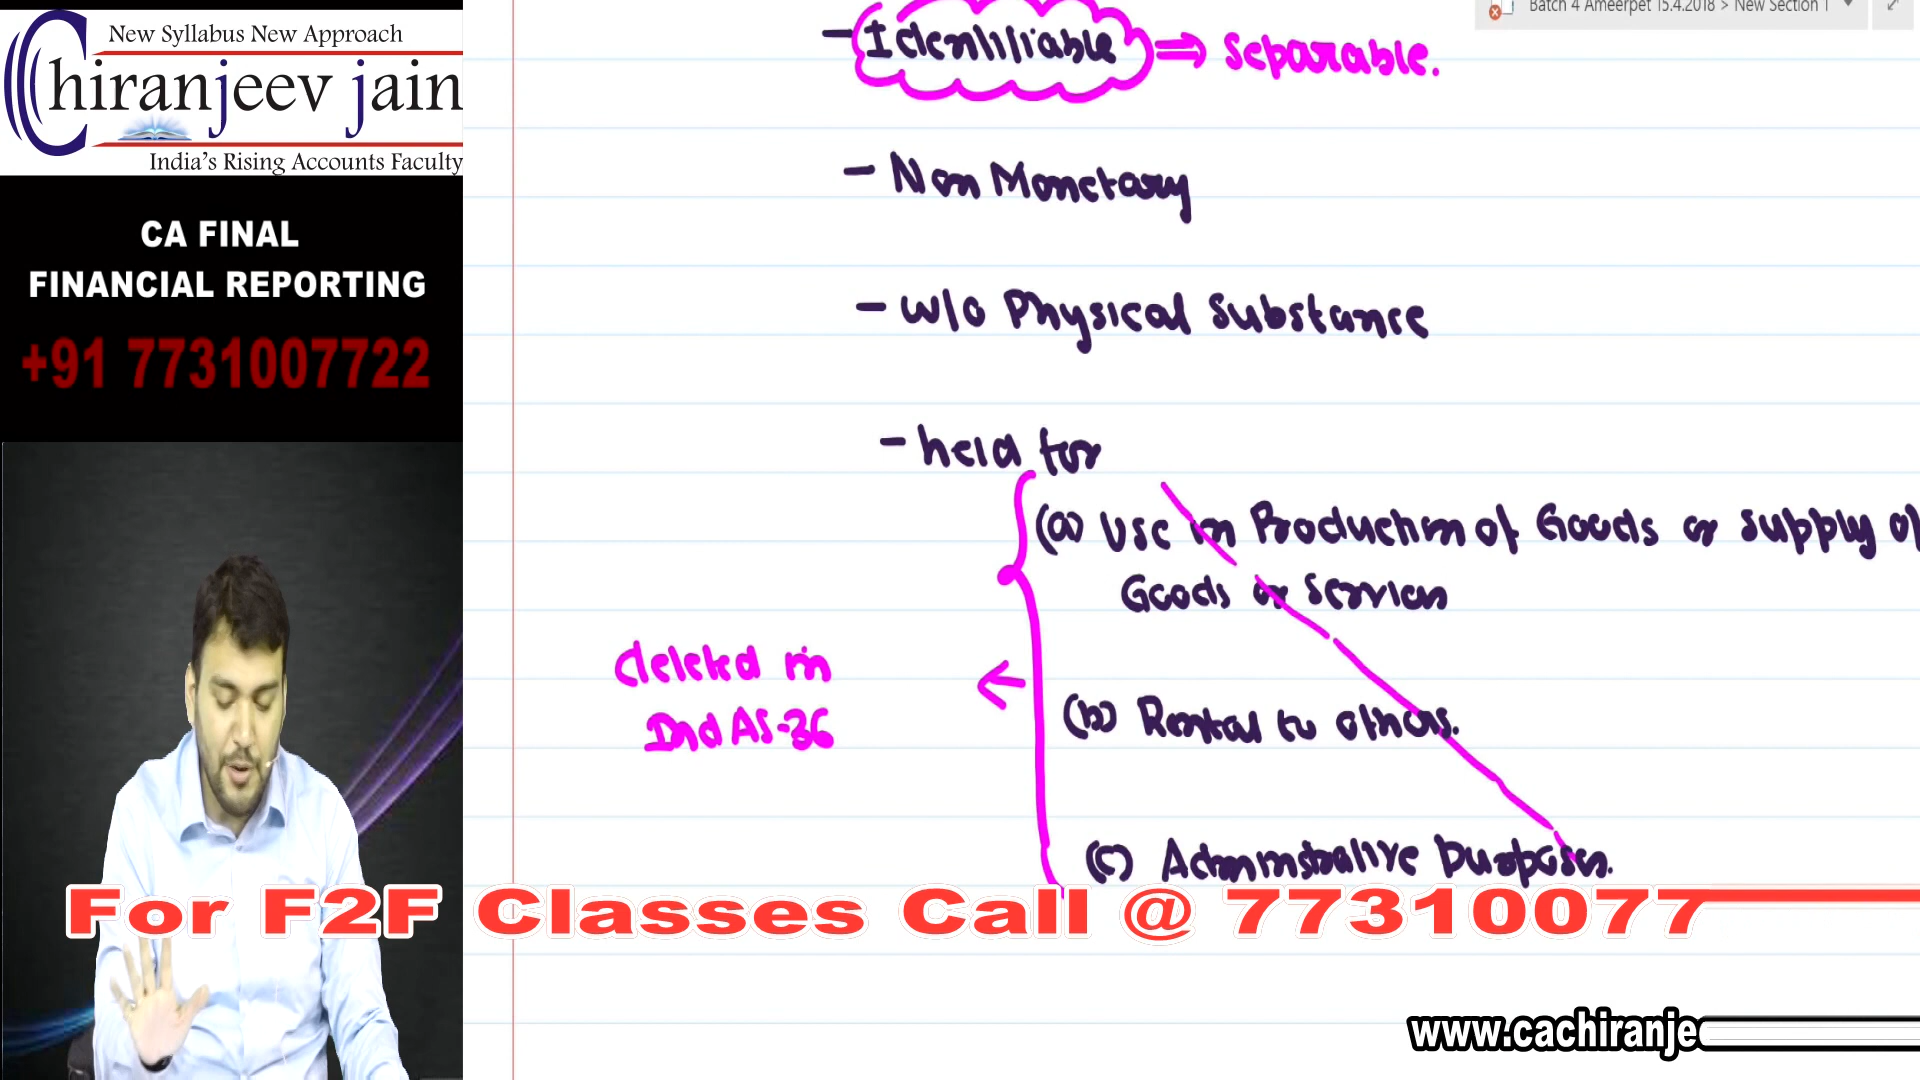 New Syllabus New Approach
Chiranjeev jain
India's Rising Accounts Faculty
CA FINAL
FINANCIAL REPORTING
+91 7731007722
Batch 4 Ameerpet 15.4.2018 > New Section 1
- Identifiable ⇒ Separable.
- Non Monetary
- w/o Physical Substance
- held for
(a) Use in Production of Goods or Supply of
Goods or Services
(b) Rental to others.
(c) Administrative Purposes.
deleted in
Ind AS-36
For F2F Classes Call @ 77310077
www.cachiranjee